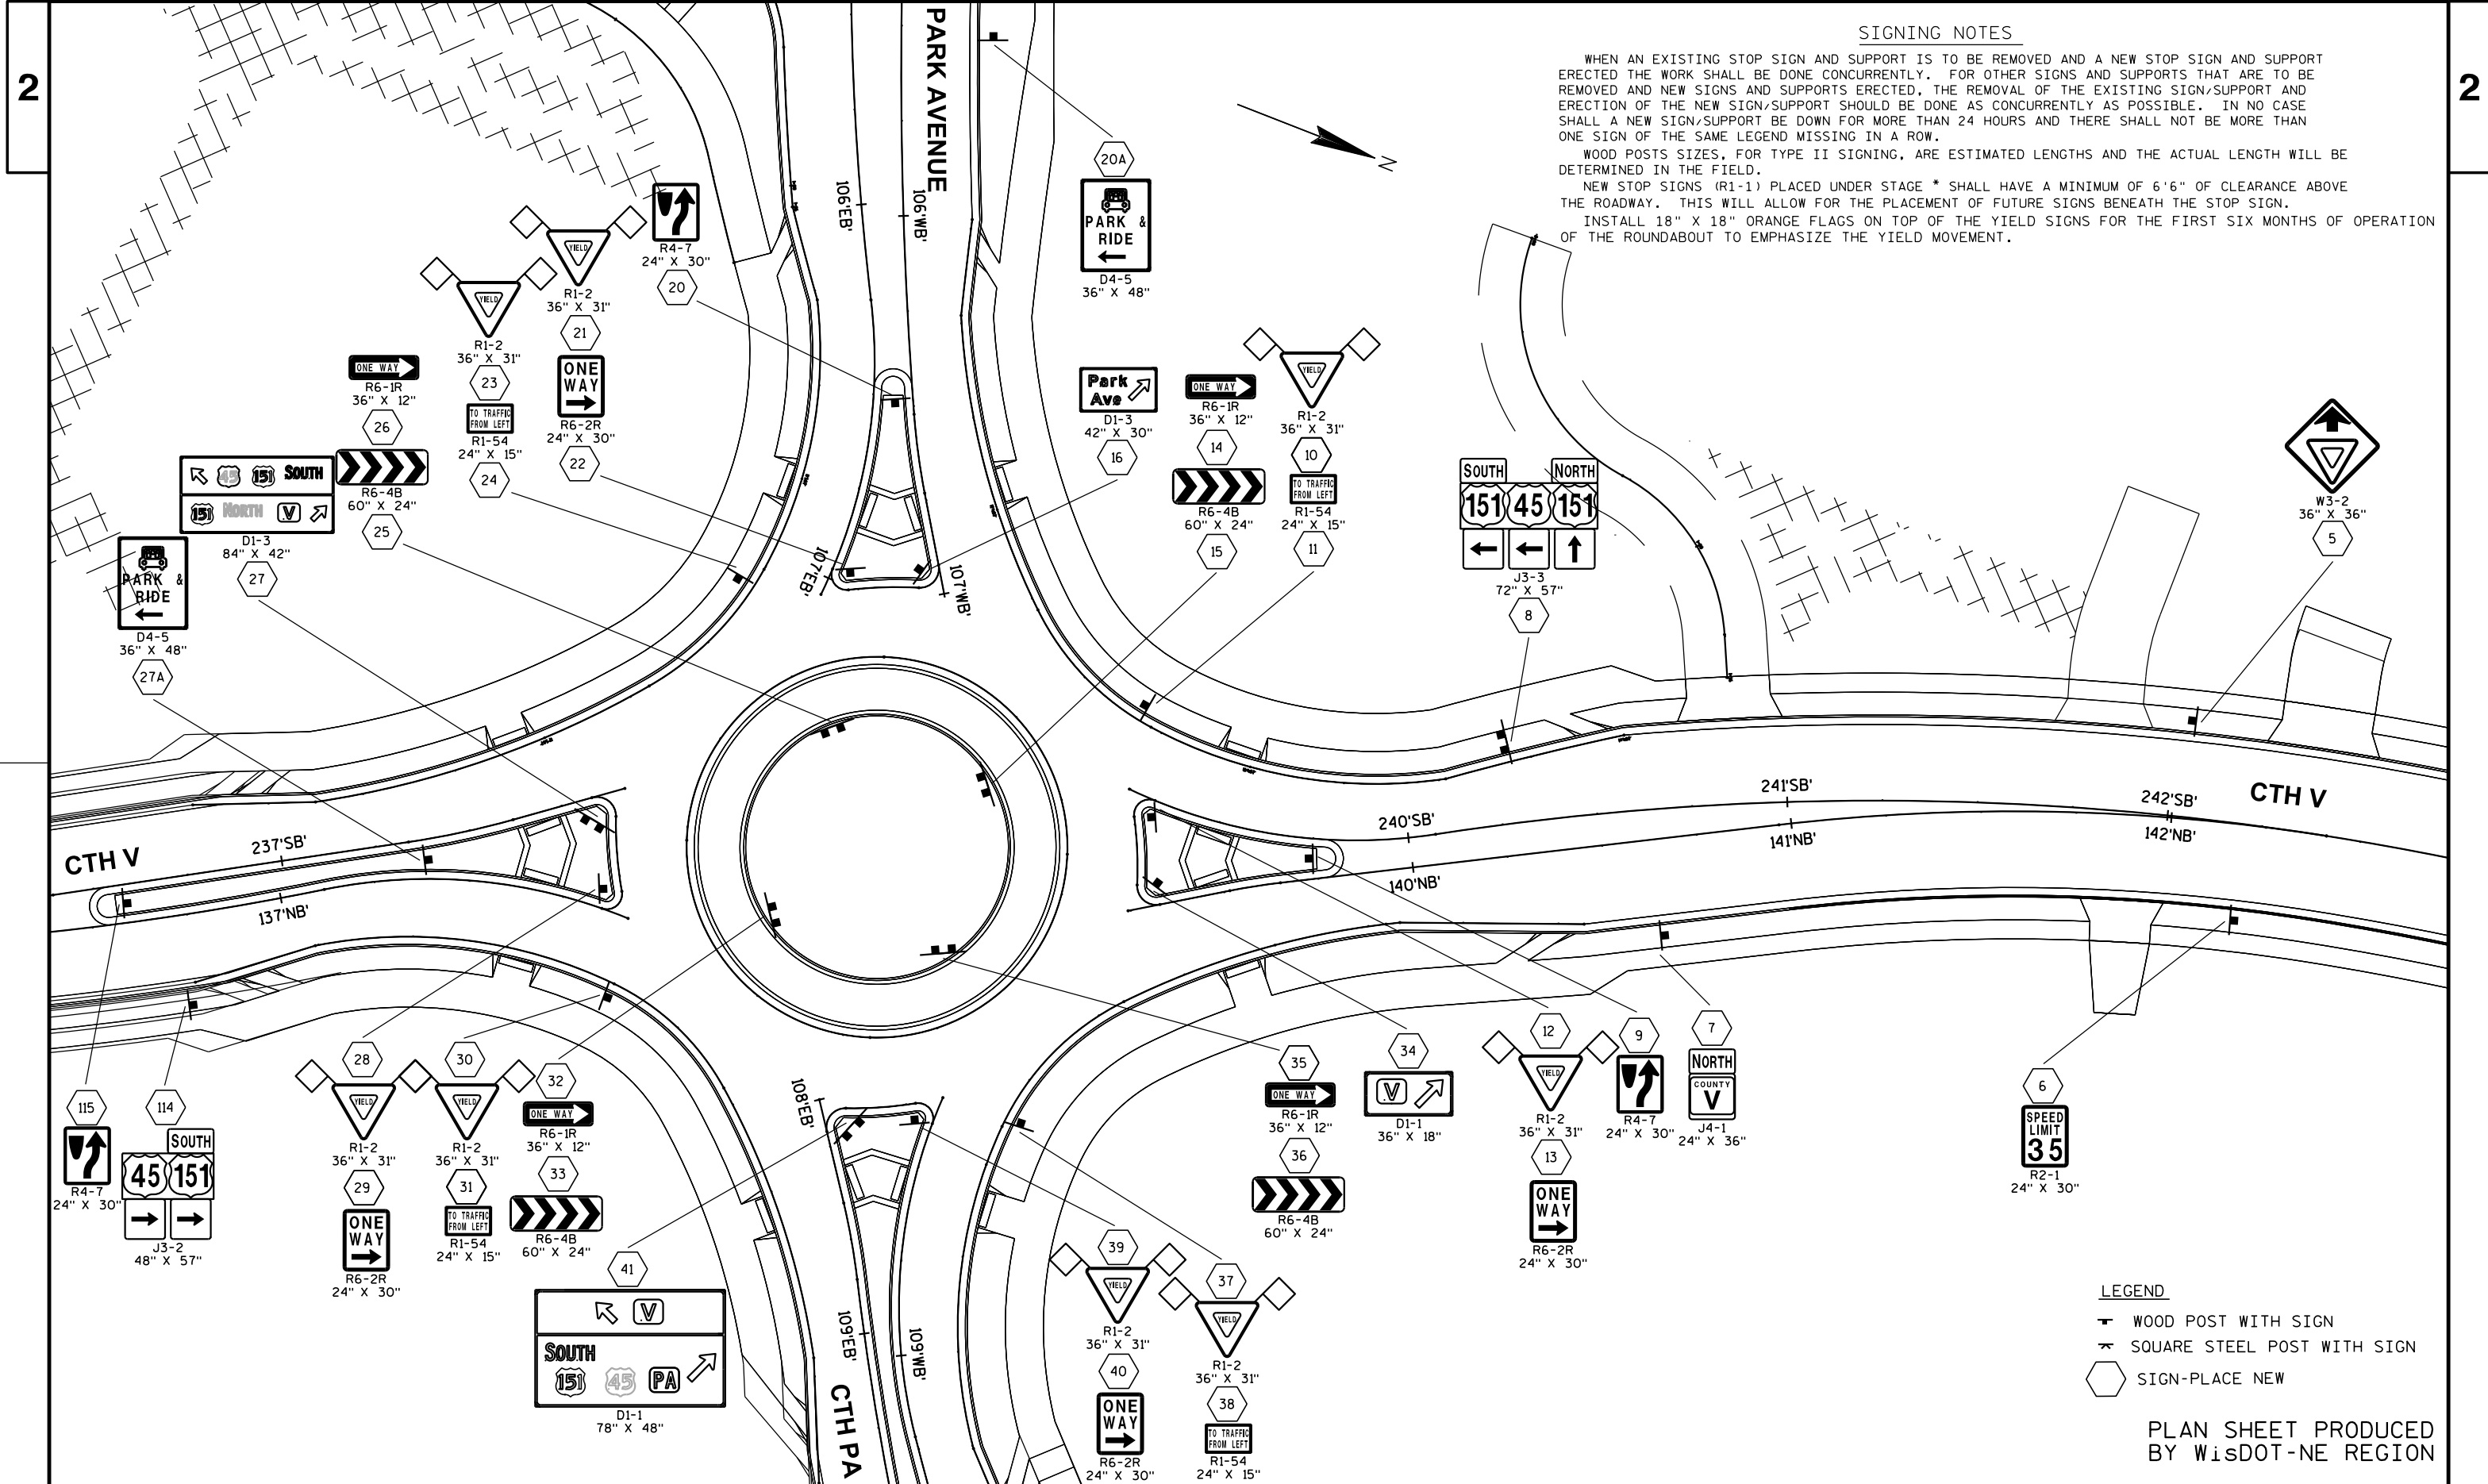 2
2
SIGNING NOTES
WHEN AN EXISTING STOP SIGN AND SUPPORT IS TO BE REMOVED AND A NEW STOP SIGN AND SUPPORT
ERECTED THE WORK SHALL BE DONE CONCURRENTLY. FOR OTHER SIGNS AND SUPPORTS THAT ARE TO BE
REMOVED AND NEW SIGNS AND SUPPORTS ERECTED, THE REMOVAL OF THE EXISTING SIGN/SUPPORT AND
ERECTION OF THE NEW SIGN/SUPPORT SHOULD BE DONE AS CONCURRENTLY AS POSSIBLE. IN NO CASE
SHALL A NEW SIGN/SUPPORT BE DOWN FOR MORE THAN 24 HOURS AND THERE SHALL NOT BE MORE THAN
ONE SIGN OF THE SAME LEGEND MISSING IN A ROW.
WOOD POSTS SIZES, FOR TYPE II SIGNING, ARE ESTIMATED LENGTHS AND THE ACTUAL LENGTH WILL BE
DETERMINED IN THE FIELD.
NEW STOP SIGNS (R1-1) PLACED UNDER STAGE * SHALL HAVE A MINIMUM OF 6'6" OF CLEARANCE ABOVE
THE ROADWAY. THIS WILL ALLOW FOR THE PLACEMENT OF FUTURE SIGNS BENEATH THE STOP SIGN.
INSTALL 18" X 18" ORANGE FLAGS ON TOP OF THE YIELD SIGNS FOR THE FIRST SIX MONTHS OF OPERATION
OF THE ROUNDABOUT TO EMPHASIZE THE YIELD MOVEMENT.
PARK AVENUE
N
106'EB'
106'WB'
107'EB'
107'WB'
20A
PARK &
RIDE
D4-5
36" X 48"
R4-7
24" X 30"
20
YIELD
R1-2
36" X 31"
21
ONE
WAY
R6-2R
24" X 30"
22
YIELD
R1-2
36" X 31"
23
TO TRAFFIC
FROM LEFT
R1-54
24" X 15"
24
ONE WAY
R6-1R
36" X 12"
26
R6-4B
60" X 24"
25
45 151 SOUTH
151 NORTH V
D1-3
84" X 42"
27
PARK &
RIDE
D4-5
36" X 48"
27A
Park
Ave
D1-3
42" X 30"
16
ONE WAY
R6-1R
36" X 12"
14
R6-4B
60" X 24"
15
YIELD
R1-2
36" X 31"
10
TO TRAFFIC
FROM LEFT
R1-54
24" X 15"
11
SOUTH NORTH
151 45 151
J3-3
72" X 57"
8
W3-2
36" X 36"
5
CTH V
237'SB'
137'NB'
240'SB'
140'NB'
241'SB'
141'NB'
242'SB'
142'NB'
CTH V
115
R4-7
24" X 30"
114
SOUTH
45 151
J3-2
48" X 57"
28
YIELD
R1-2
36" X 31"
29
ONE
WAY
R6-2R
24" X 30"
30
YIELD
R1-2
36" X 31"
31
TO TRAFFIC
FROM LEFT
R1-54
24" X 15"
32
ONE WAY
R6-1R
36" X 12"
33
R6-4B
60" X 24"
41
V
SOUTH
151 45 PA
D1-1
78" X 48"
108'EB'
109'EB'
109'WB'
CTH PA
35
ONE WAY
R6-1R
36" X 12"
36
R6-4B
60" X 24"
34
V
D1-1
36" X 18"
12
YIELD
R1-2
36" X 31"
13
ONE
WAY
R6-2R
24" X 30"
9
R4-7
24" X 30"
7
NORTH
COUNTY
V
J4-1
24" X 36"
6
SPEED
LIMIT
35
R2-1
24" X 30"
39
YIELD
R1-2
36" X 31"
40
ONE
WAY
R6-2R
24" X 30"
37
YIELD
R1-2
36" X 31"
38
TO TRAFFIC
FROM LEFT
R1-54
24" X 15"
LEGEND
WOOD POST WITH SIGN
SQUARE STEEL POST WITH SIGN
SIGN-PLACE NEW
PLAN SHEET PRODUCED
BY WisDOT-NE REGION